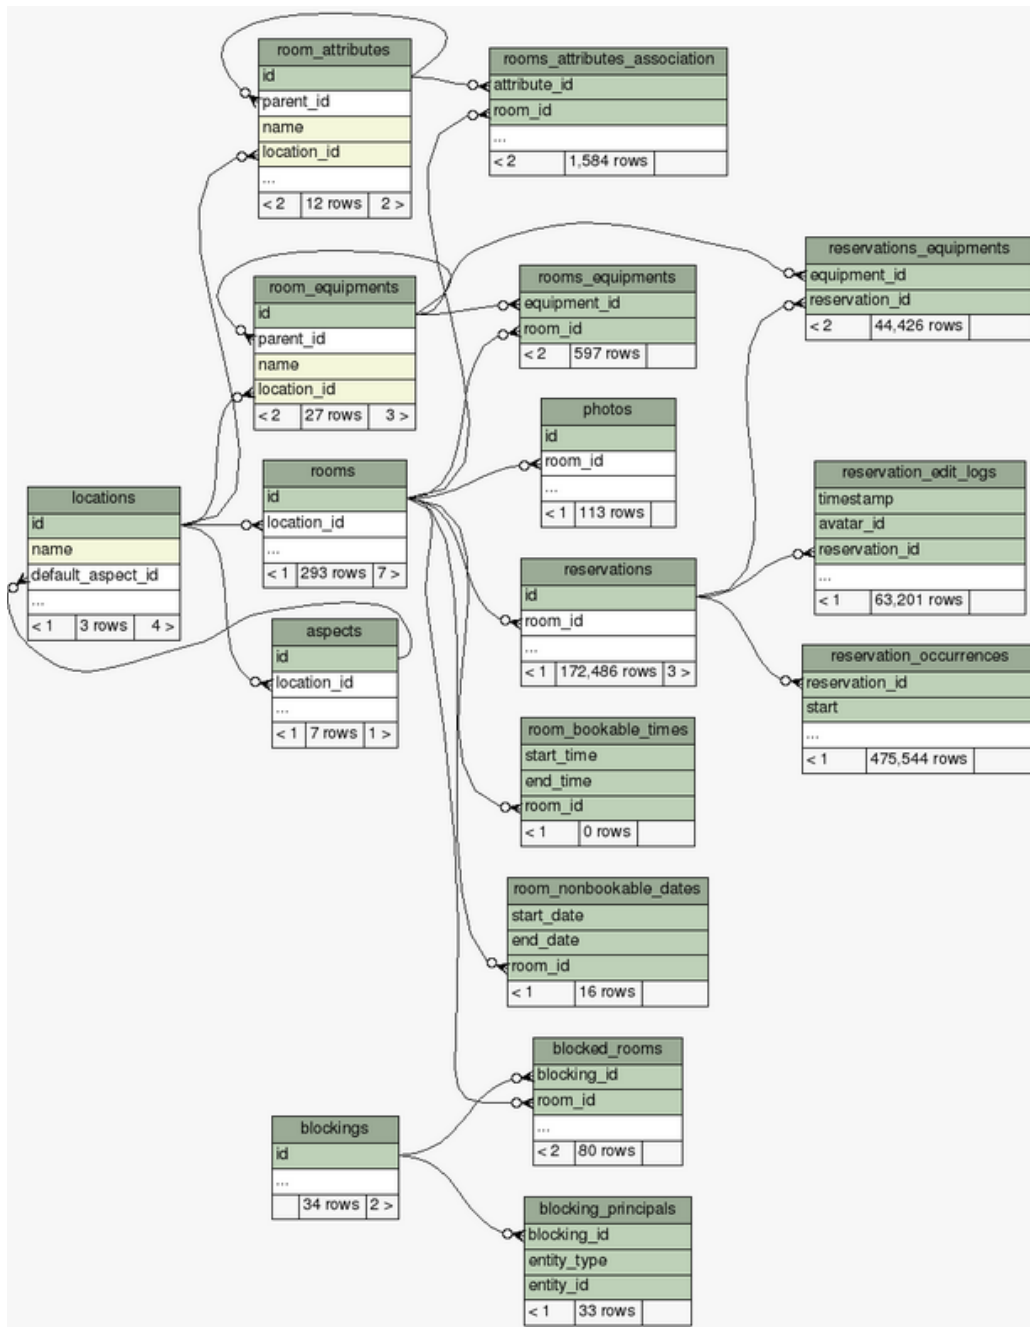 room_attributes
id
parent_id
name
location_id
...
< 2 12 rows 2 >
rooms_attributes_association
attribute_id
room_id
...
< 2 1,584 rows
reservations_equipments
equipment_id
reservation_id
< 2 44,426 rows
room_equipments
id
parent_id
name
location_id
< 2 27 rows 3 >
rooms_equipments
equipment_id
room_id
< 2 597 rows
photos
id
room_id
...
< 1 113 rows
rooms
id
location_id
...
< 1 293 rows 7 >
reservation_edit_logs
timestamp
avatar_id
reservation_id
...
< 1 63,201 rows
locations
id
name
default_aspect_id
...
< 1 3 rows 4 >
reservations
id
room_id
...
< 1 172,486 rows 3 >
aspects
id
location_id
...
< 1 7 rows 1 >
reservation_occurrences
reservation_id
start
...
< 1 475,544 rows
room_bookable_times
start_time
end_time
room_id
< 1 0 rows
room_nonbookable_dates
start_date
end_date
room_id
< 1 16 rows
blocked_rooms
blocking_id
room_id
...
< 2 80 rows
blockings
id
...
34 rows 2 >
blocking_principals
blocking_id
entity_type
entity_id
< 1 33 rows